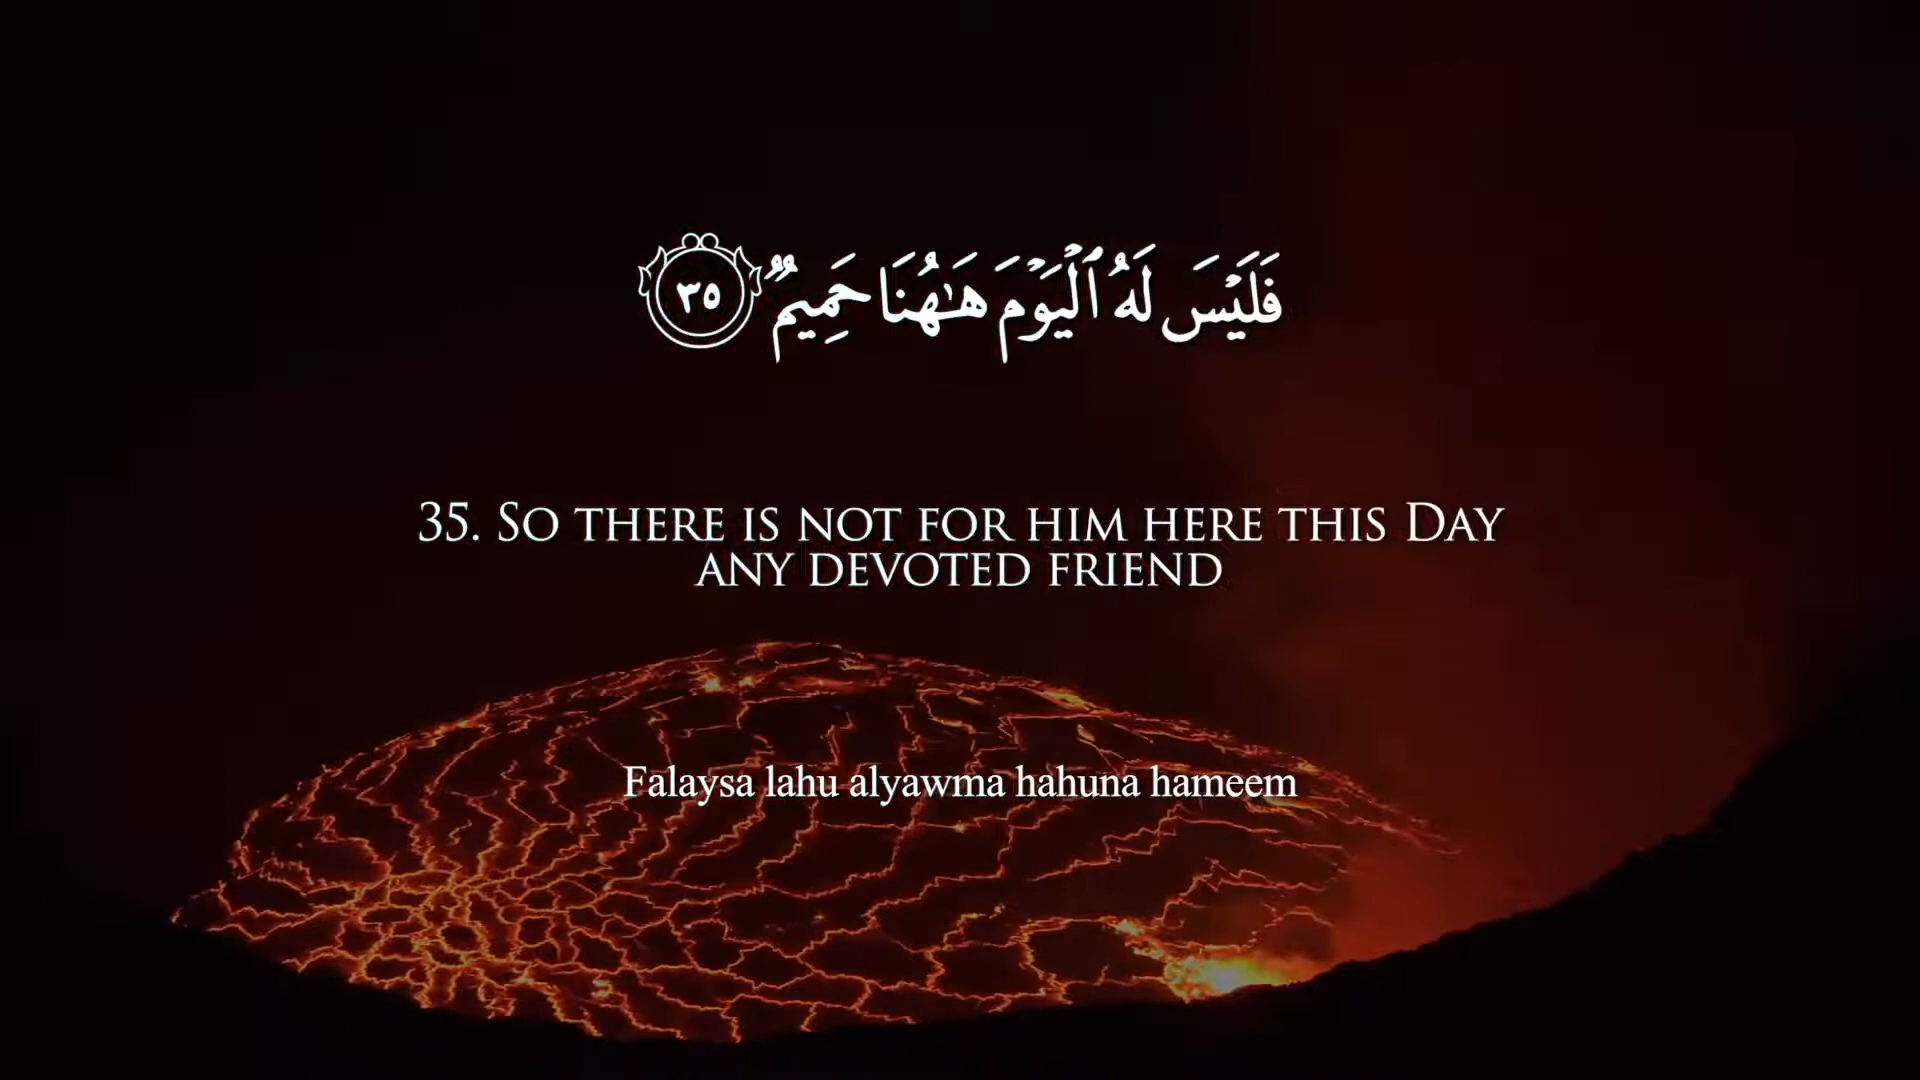 فَلَيْسَ لَهُ ٱلْيَوْمَ هَـٰهُنَا حَمِيمٌ ٣٥
35. So there is not for him here this Day
any devoted friend
Falaysa lahu alyawma hahuna hameem